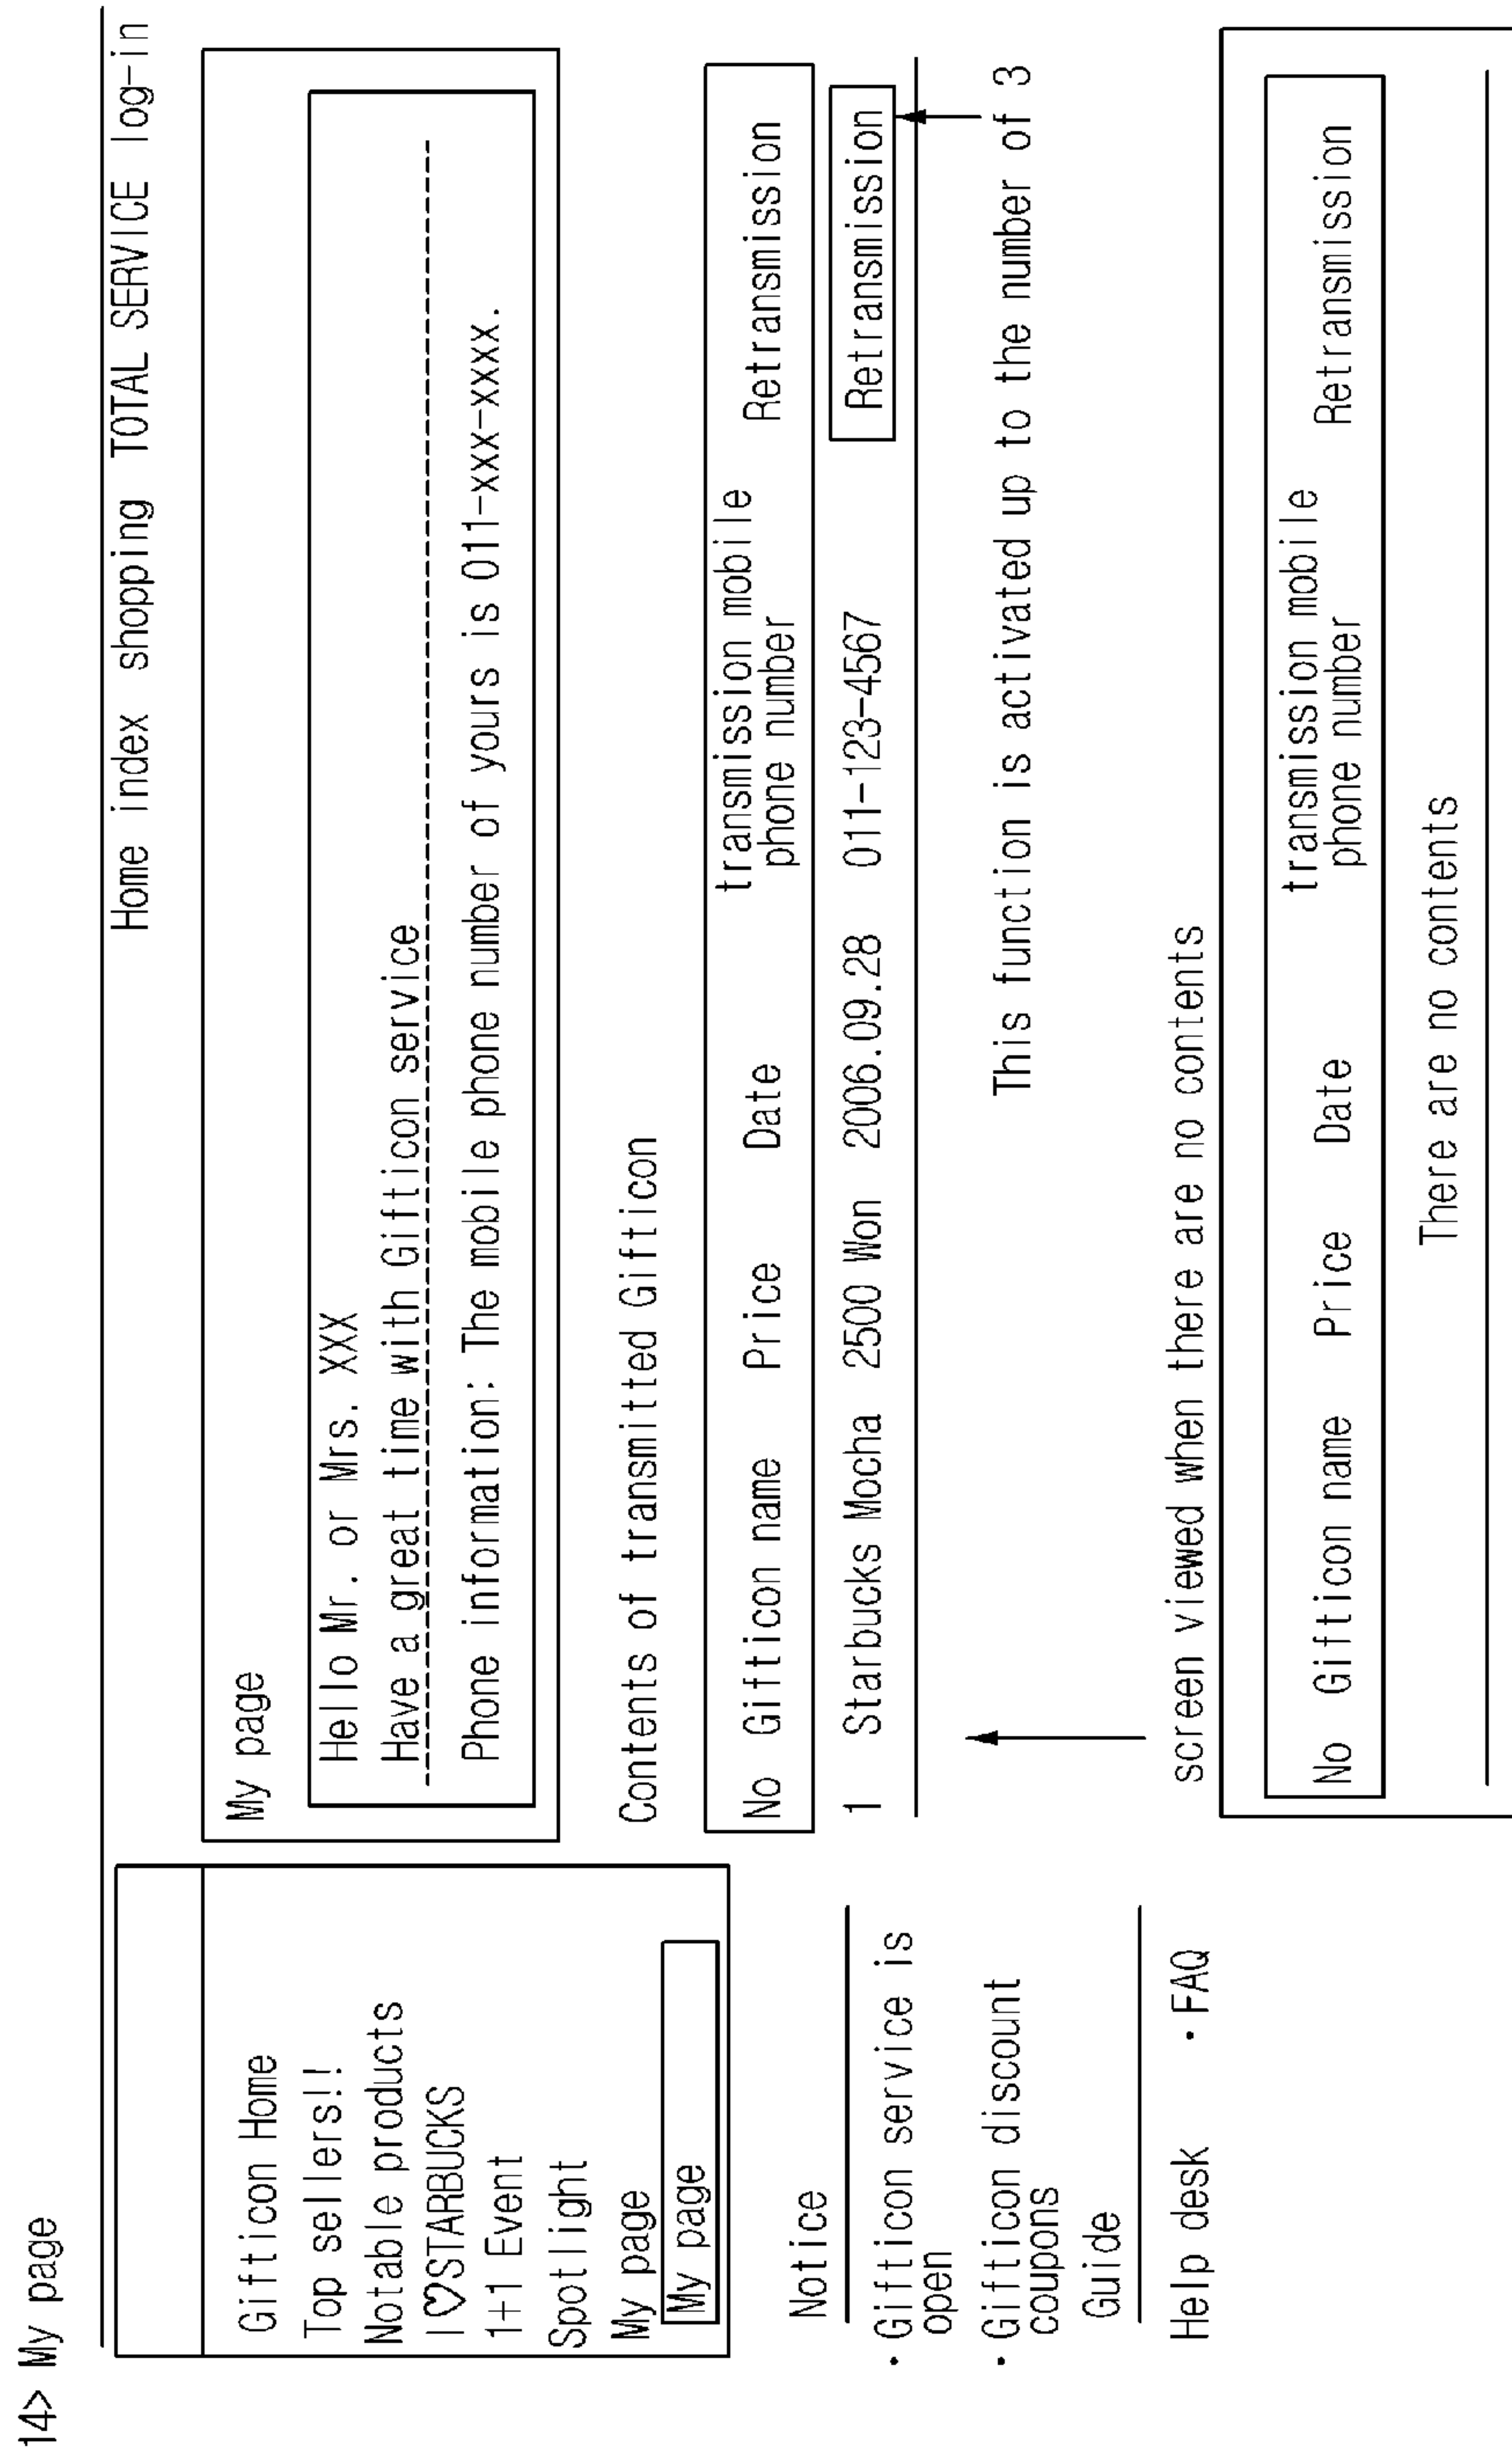 14> My page
Home index shopping TOTAL SERVICE log-in
Gifticon Home
Top sellers!!
Notable products
I ♡STARBUCKS
1+1 Event
Spotlight
My page
My page
Notice
· Gifticon service is
open
· Gifticon discount
coupons
Guide
Help desk · FAQ
My page
Hello Mr. or Mrs. XXX
Have a great time with Gifticon service
Phone information: The mobile phone number of yours is 011-xxx-xxxx.
Contents of transmitted Gifticon
No Gifticon name Price Date transmission mobile
phone number Retransmission
1 Starbucks Mocha 2500 Won 2006.09.28 011-123-4567 Retransmission
This function is activated up to the number of 3
screen viewed when there are no contents
No Gifticon name Price Date transmission mobile
phone number Retransmission
There are no contents